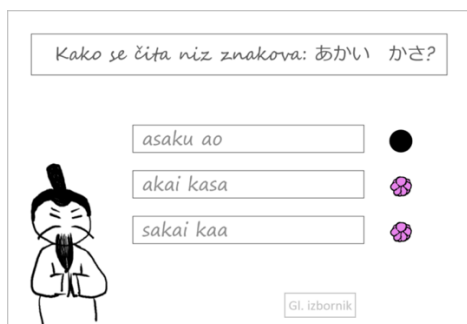 Kako se čita niz znakova: あかい　かさ?
asaku ao
akai kasa
sakai kaa
Gl. izbornik